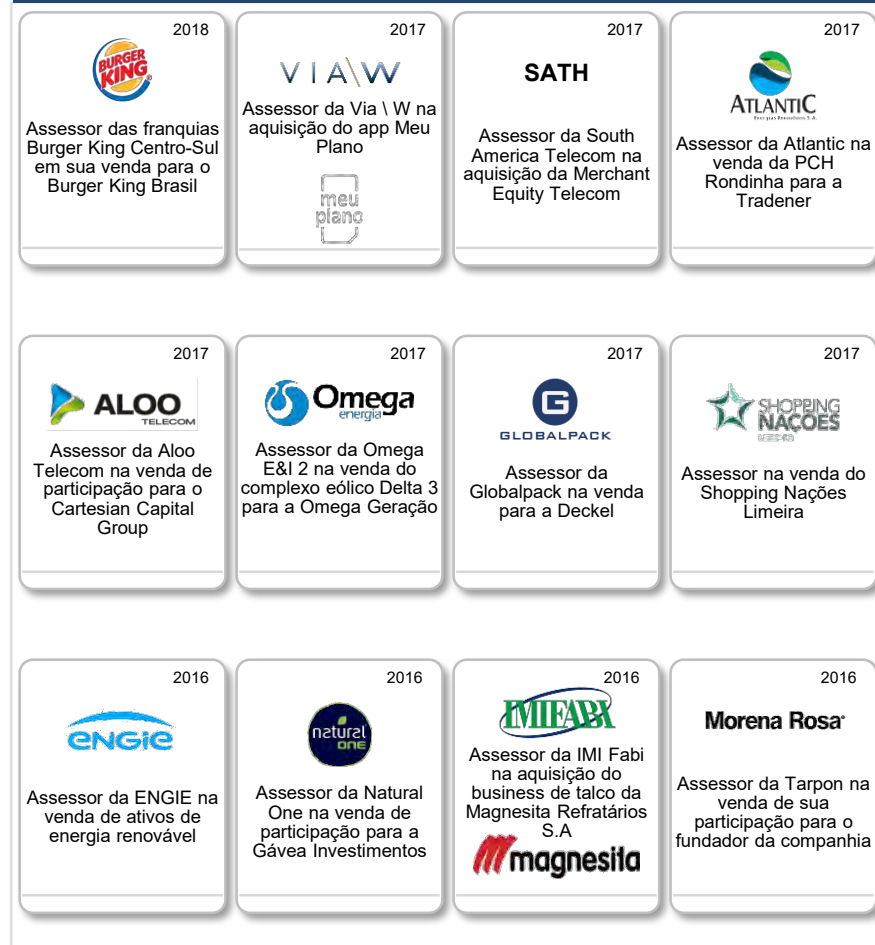 2018
BURGER
KING
Assessor das franquias
Burger King Centro-Sul
em sua venda para o
Burger King Brasil
2017
VIA\W
Assessor da Via \ W na
aquisição do app Meu
Plano
meu
plano
2017
SATH
Assessor da South
America Telecom na
aquisição da Merchant
Equity Telecom
2017
ATLANTIC
Energias Renováveis S.A.
Assessor da Atlantic na
venda da PCH
Rondinha para a
Tradener
2017
ALOO
TELECOM
Assessor da Aloo
Telecom na venda de
participação para o
Cartesian Capital
Group
2017
Omega
energia
Assessor da Omega
E&I 2 na venda do
complexo eólico Delta 3
para a Omega Geração
2017
G
GLOBALPACK
Assessor da
Globalpack na venda
para a Deckel
2017
SHOPPING
NAÇÕES
LIMEIRA
Assessor na venda do
Shopping Nações
Limeira
2016
ENGIE
Assessor da ENGIE na
venda de ativos de
energia renovável
2016
natural
ONE
Assessor da Natural
One na venda de
participação para a
Gávea Investimentos
2016
IMIFABI
Assessor da IMI Fabi
na aquisição do
business de talco da
Magnesita Refratários
S.A
magnesita
2016
Morena Rosa
Assessor da Tarpon na
venda de sua
participação para o
fundador da companhia